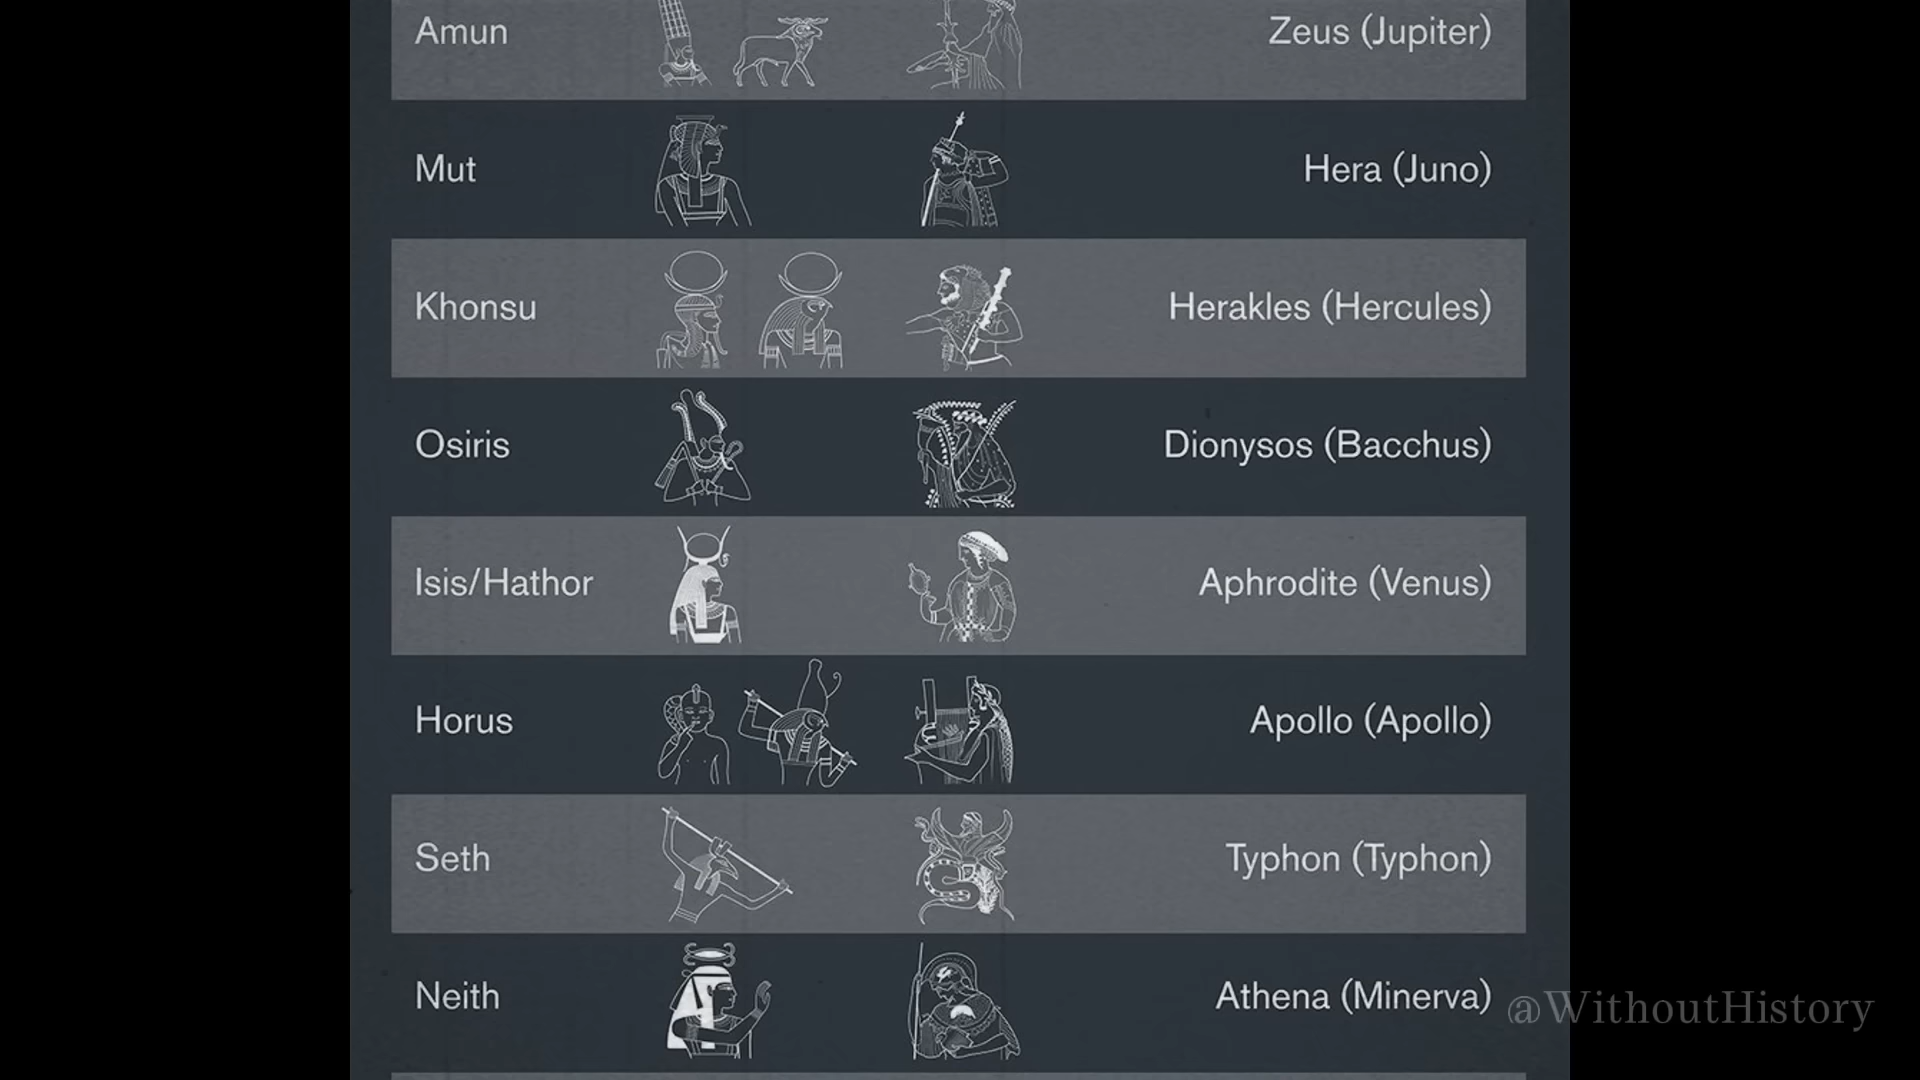 Amun Zeus (Jupiter)
Mut Hera (Juno)
Khonsu Herakles (Hercules)
Osiris Dionysos (Bacchus)
Isis/Hathor Aphrodite (Venus)
Horus Apollo (Apollo)
Seth Typhon (Typhon)
Neith Athena (Minerva)
@WithoutHistory